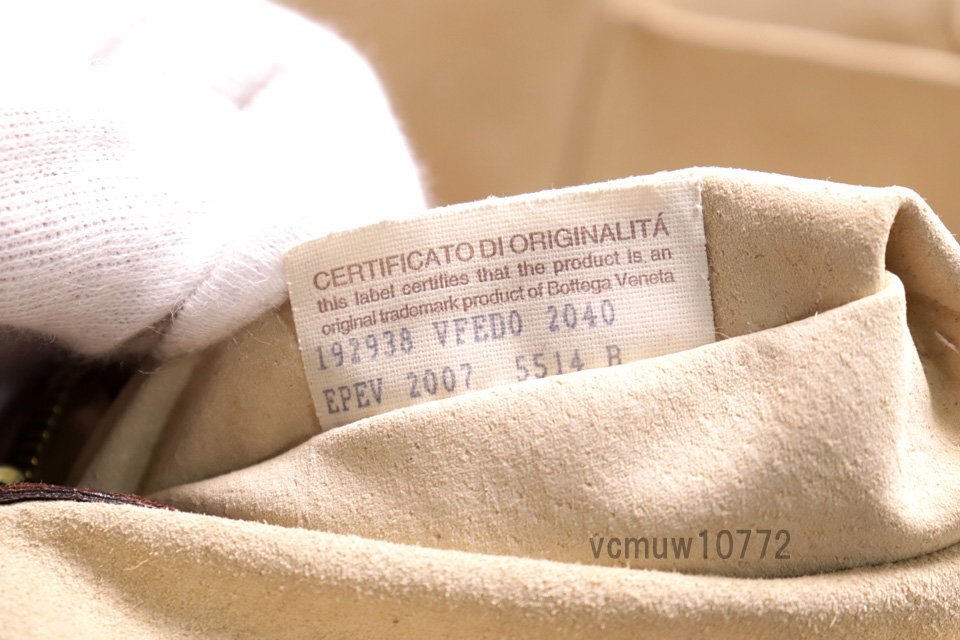 CERTIFICATO DI ORIGINALITÁ
this label certifies that the product is an
original trademark product of Bottega Veneta
192938 VFEDO 2040
EPEV 2007 5514 B
vcmuw10772